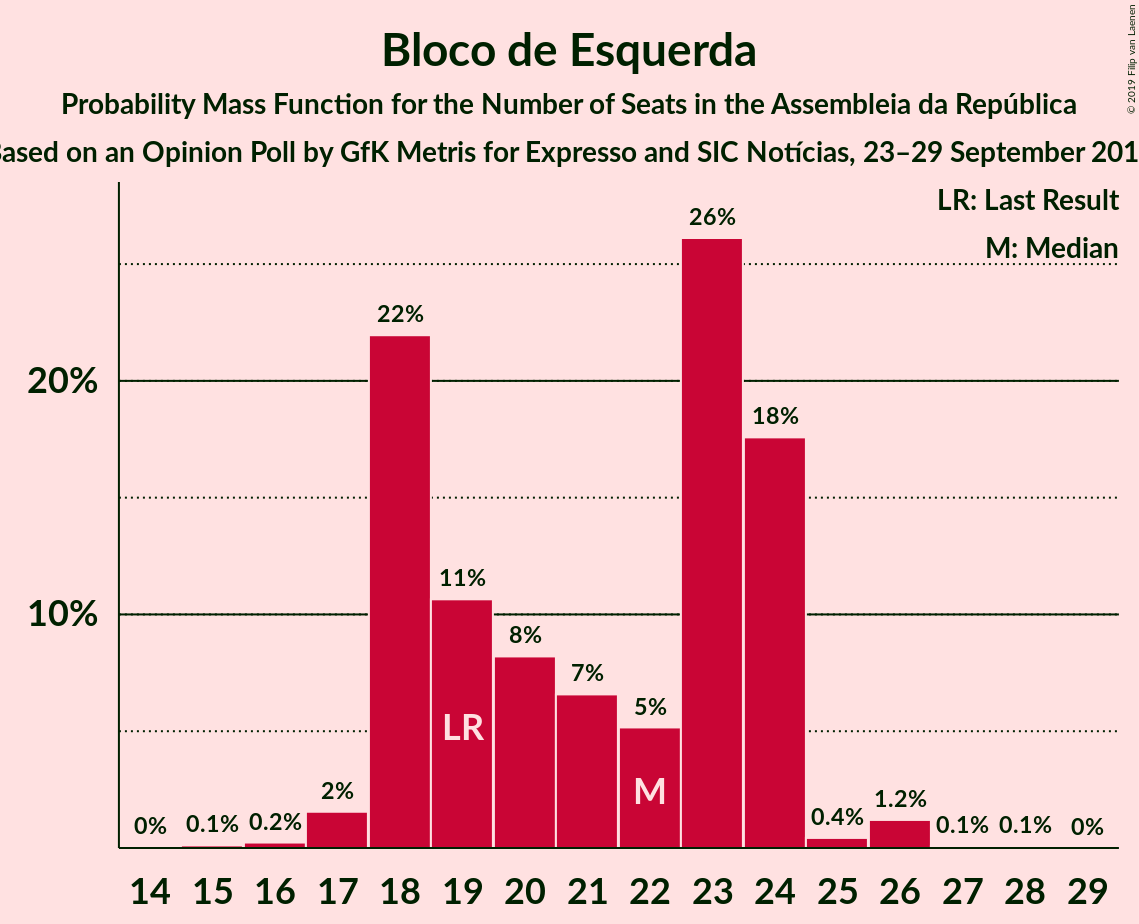 Bloco de Esquerda
Probability Mass Function for the Number of Seats in the Assembleia da República
ased on an Opinion Poll by GfK Metris for Expresso and SIC Notícias, 23–29 September 201
© 2019 Filip van Laenen
LR: Last Result
M: Median
20%
10%
0%
0.1%
0.2%
2%
22%
11%
8%
7%
5%
26%
18%
0.4%
1.2%
0.1%
0.1%
0%
LR
M
14 15 16 17 18 19 20 21 22 23 24 25 26 27 28 29